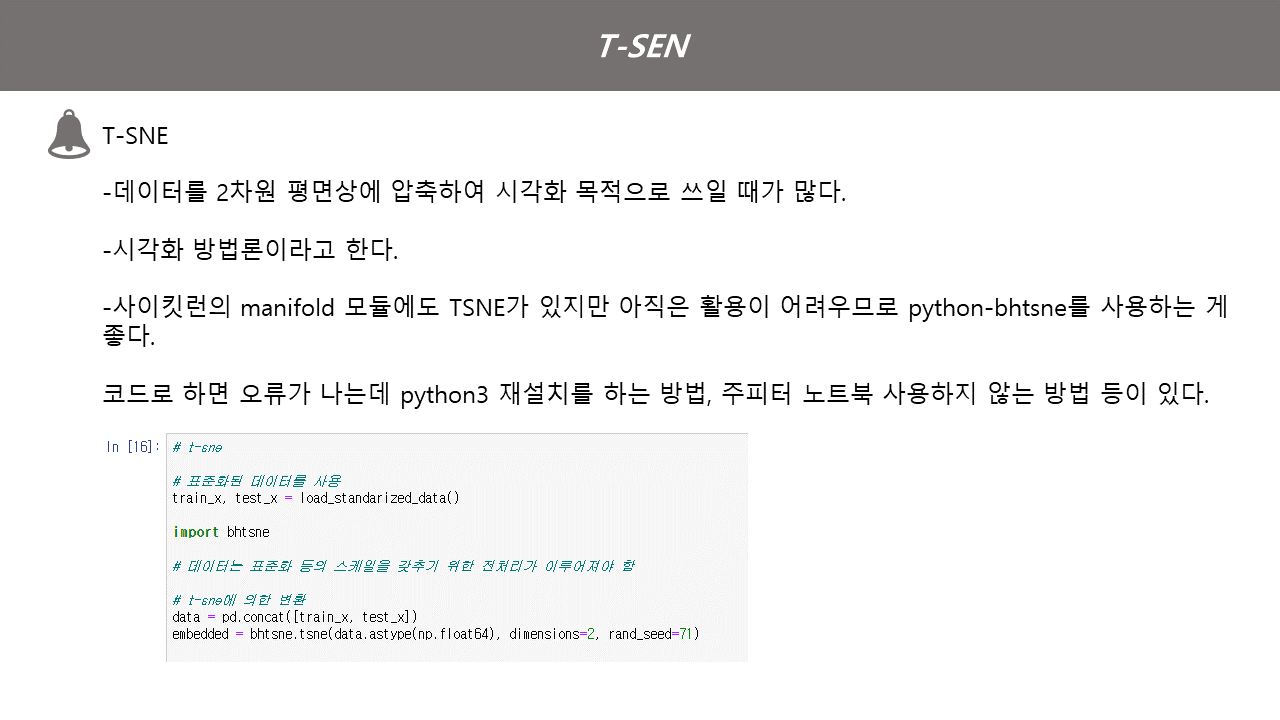 T-SEN
T-SNE
-데이터를 2차원 평면상에 압축하여 시각화 목적으로 쓰일 때가 많다.
-시각화 방법론이라고 한다.
-사이킷런의 manifold 모듈에도 TSNE가 있지만 아직은 활용이 어려우므로 python-bhtsne를 사용하는 게
좋다.
코드로 하면 오류가 나는데 python3 재설치를 하는 방법, 주피터 노트북 사용하지 않는 방법 등이 있다.
In [16]: # t-sne
# 표준화된 데이터를 사용
train_x, test_x = load_standarized_data()
import bhtsne
# 데이터는 표준화 등의 스케일을 갖추기 위한 전처리가 이루어져야 함
# t-sne에 의한 변환
data = pd.concat([train_x, test_x])
embedded = bhtsne.tsne(data.astype(np.float64), dimensions=2, rand_seed=71)